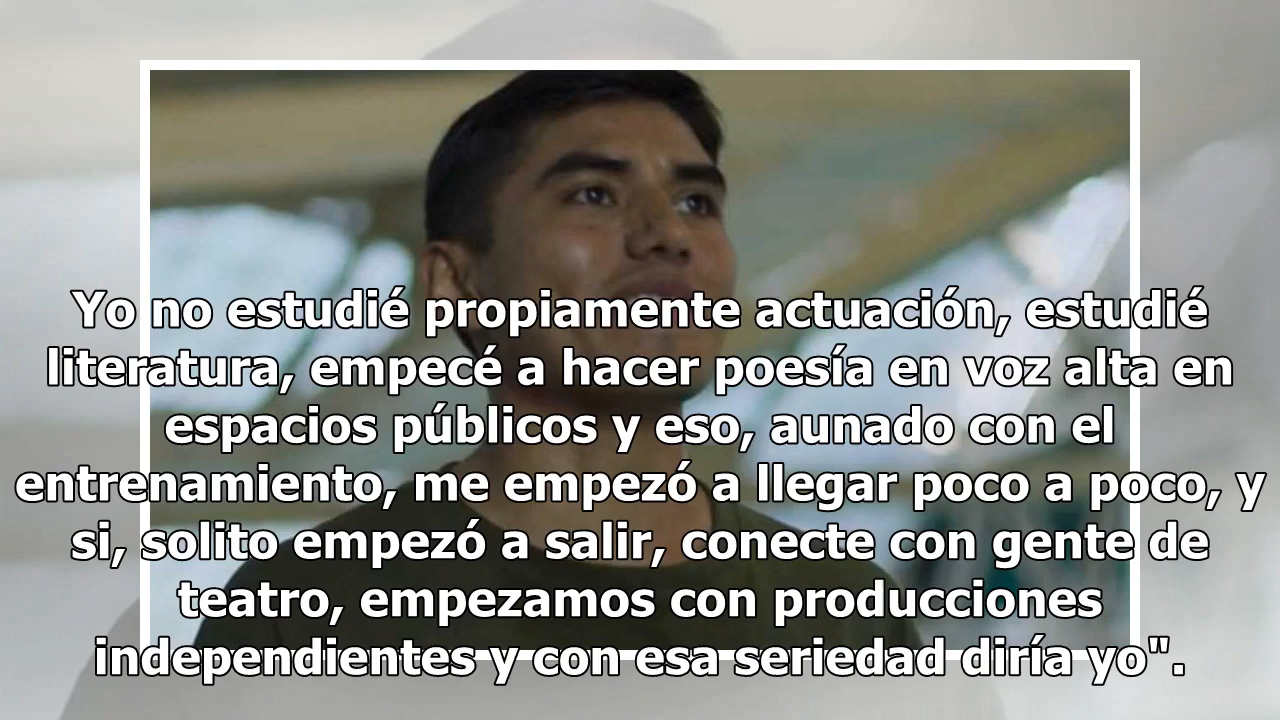 Yo no estudié propiamente actuación, estudié
literatura, empecé a hacer poesía en voz alta en
espacios públicos y eso, aunado con el
entrenamiento, me empezó a llegar poco a poco, y
si, solito empezó a salir, conecte con gente de
teatro, empezamos con producciones
independientes y con esa seriedad diría yo".